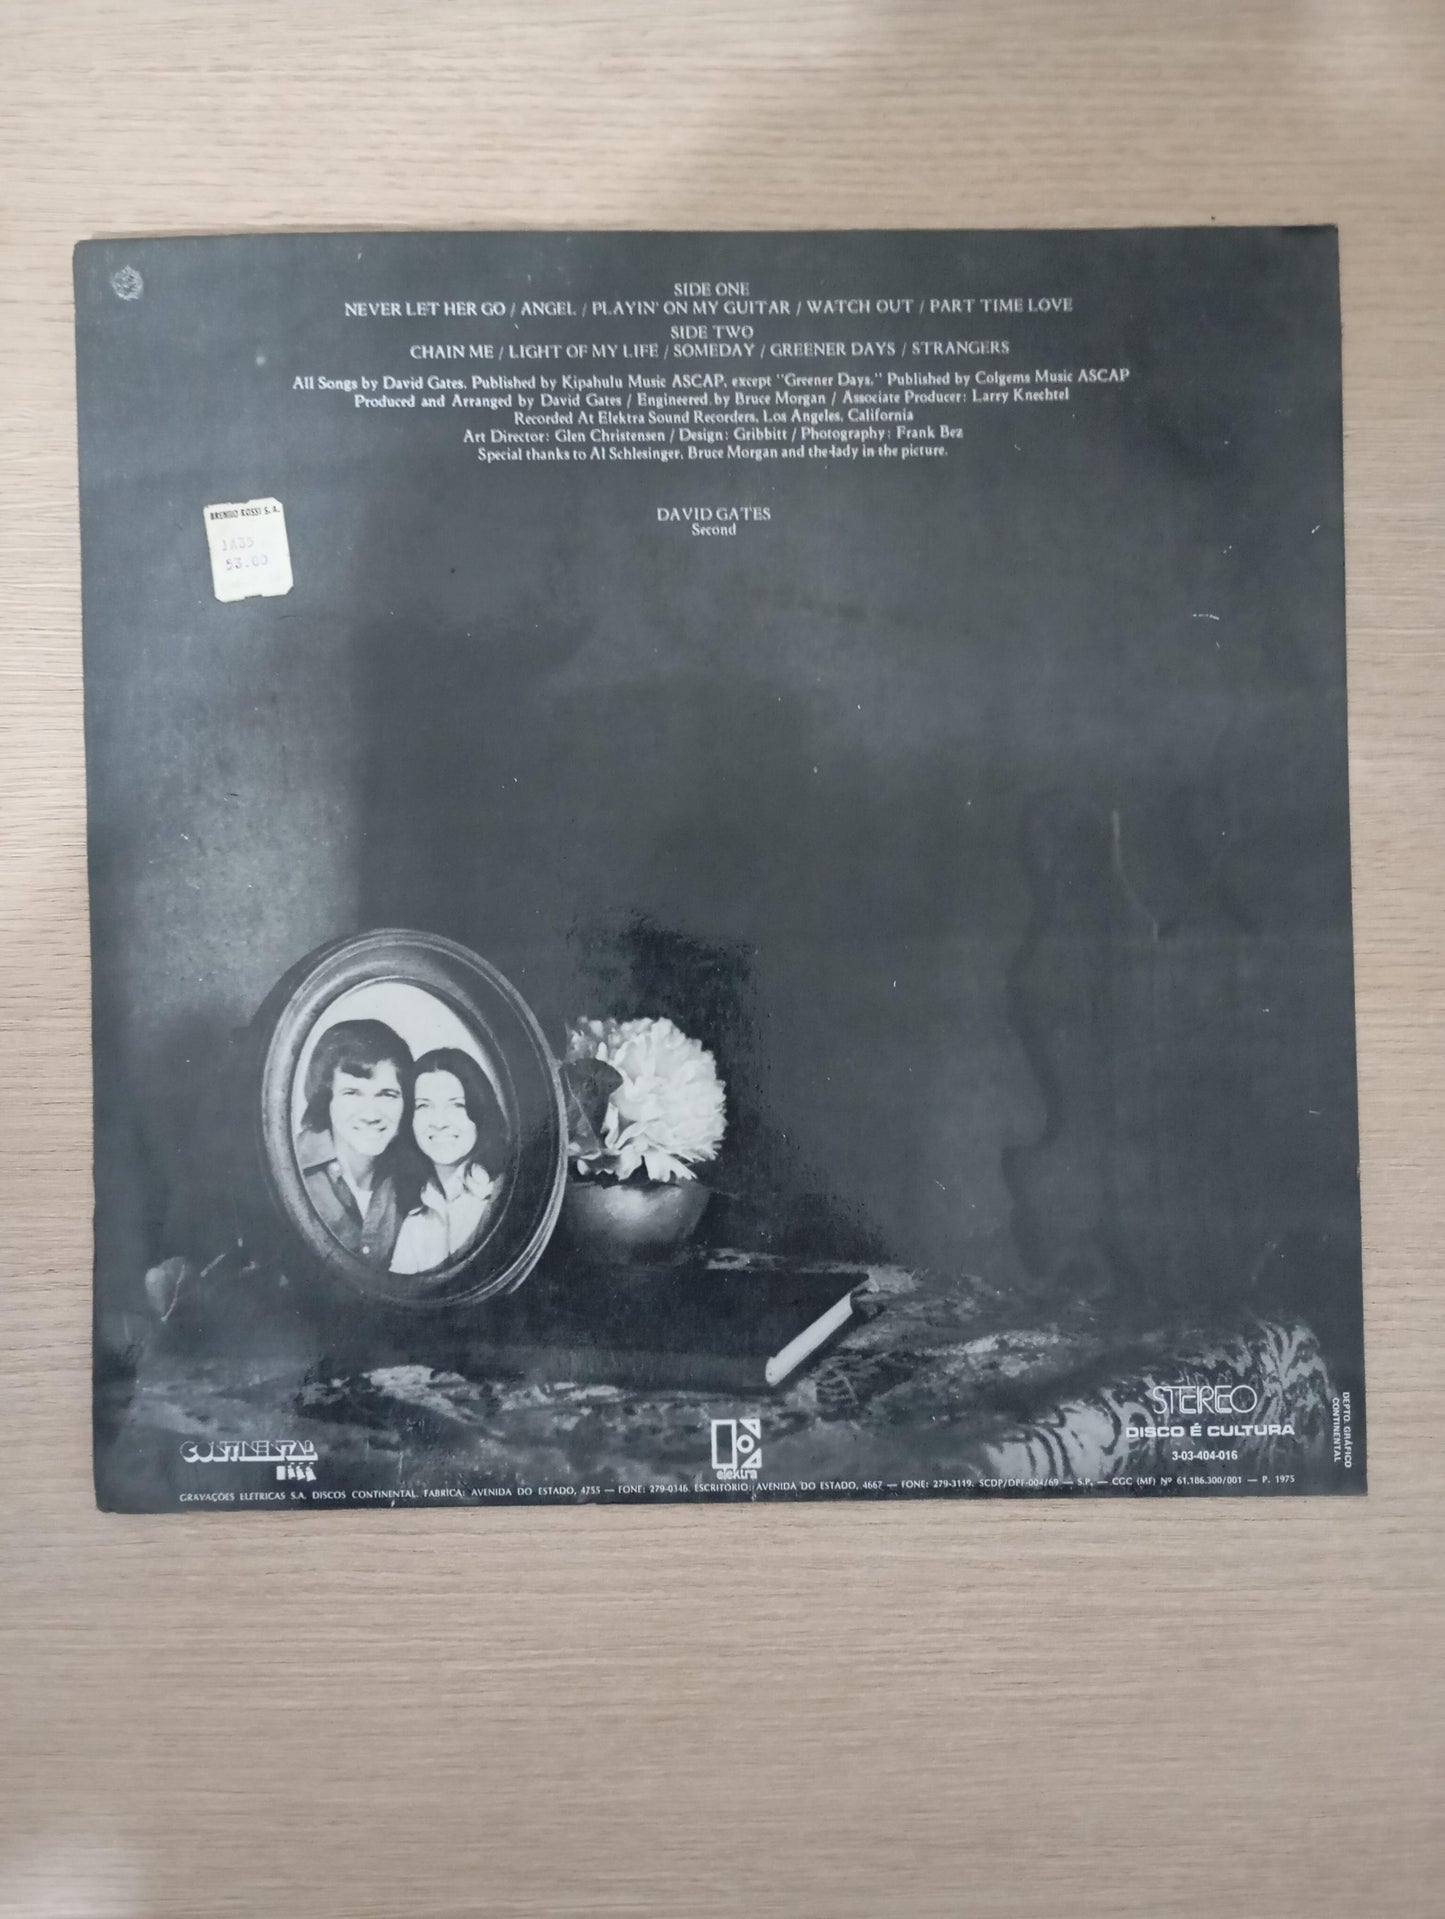 SIDE ONE
NEVER LET HER GO / ANGEL / PLAYIN' ON MY GUITAR / WATCH OUT / PART TIME LOVE
SIDE TWO
CHAIN ME / LIGHT OF MY LIFE / SOMEDAY / GREENER DAYS / STRANGERS
All Songs by David Gates. Published by Kipahulu Music ASCAP, except "Greener Days," Published by Colgems Music ASCAP
Produced and Arranged by David Gates / Engineered by Bruce Morgan / Associate Producer: Larry Knechtel
Recorded At Elektra Sound Recorders, Los Angeles, California
Art Director: Glen Christensen / Design: Gribbitt / Photography: Frank Bez
Special thanks to Al Schlesinger, Bruce Morgan and the lady in the picture.
BRENNO ROSSI S.A.
1A35
53.00
DAVID GATES
Second
STEREO
DISCO É CULTURA
3-03-404-016
DEPTO. GRÁFICO
CONTINENTAL
CONTINENTAL
elektra
GRAVAÇÕES ELÉTRICAS S.A. DISCOS CONTINENTAL. FABRICA: AVENIDA DO ESTADO, 4755 — FONE: 279-0346. ESCRITÓRIO: AVENIDA DO ESTADO, 4667 — FONE: 279-3119. SCDP/DPF-004/69 — S.P. — CGC (MF) Nº 61.186.300/001 — P. 1975